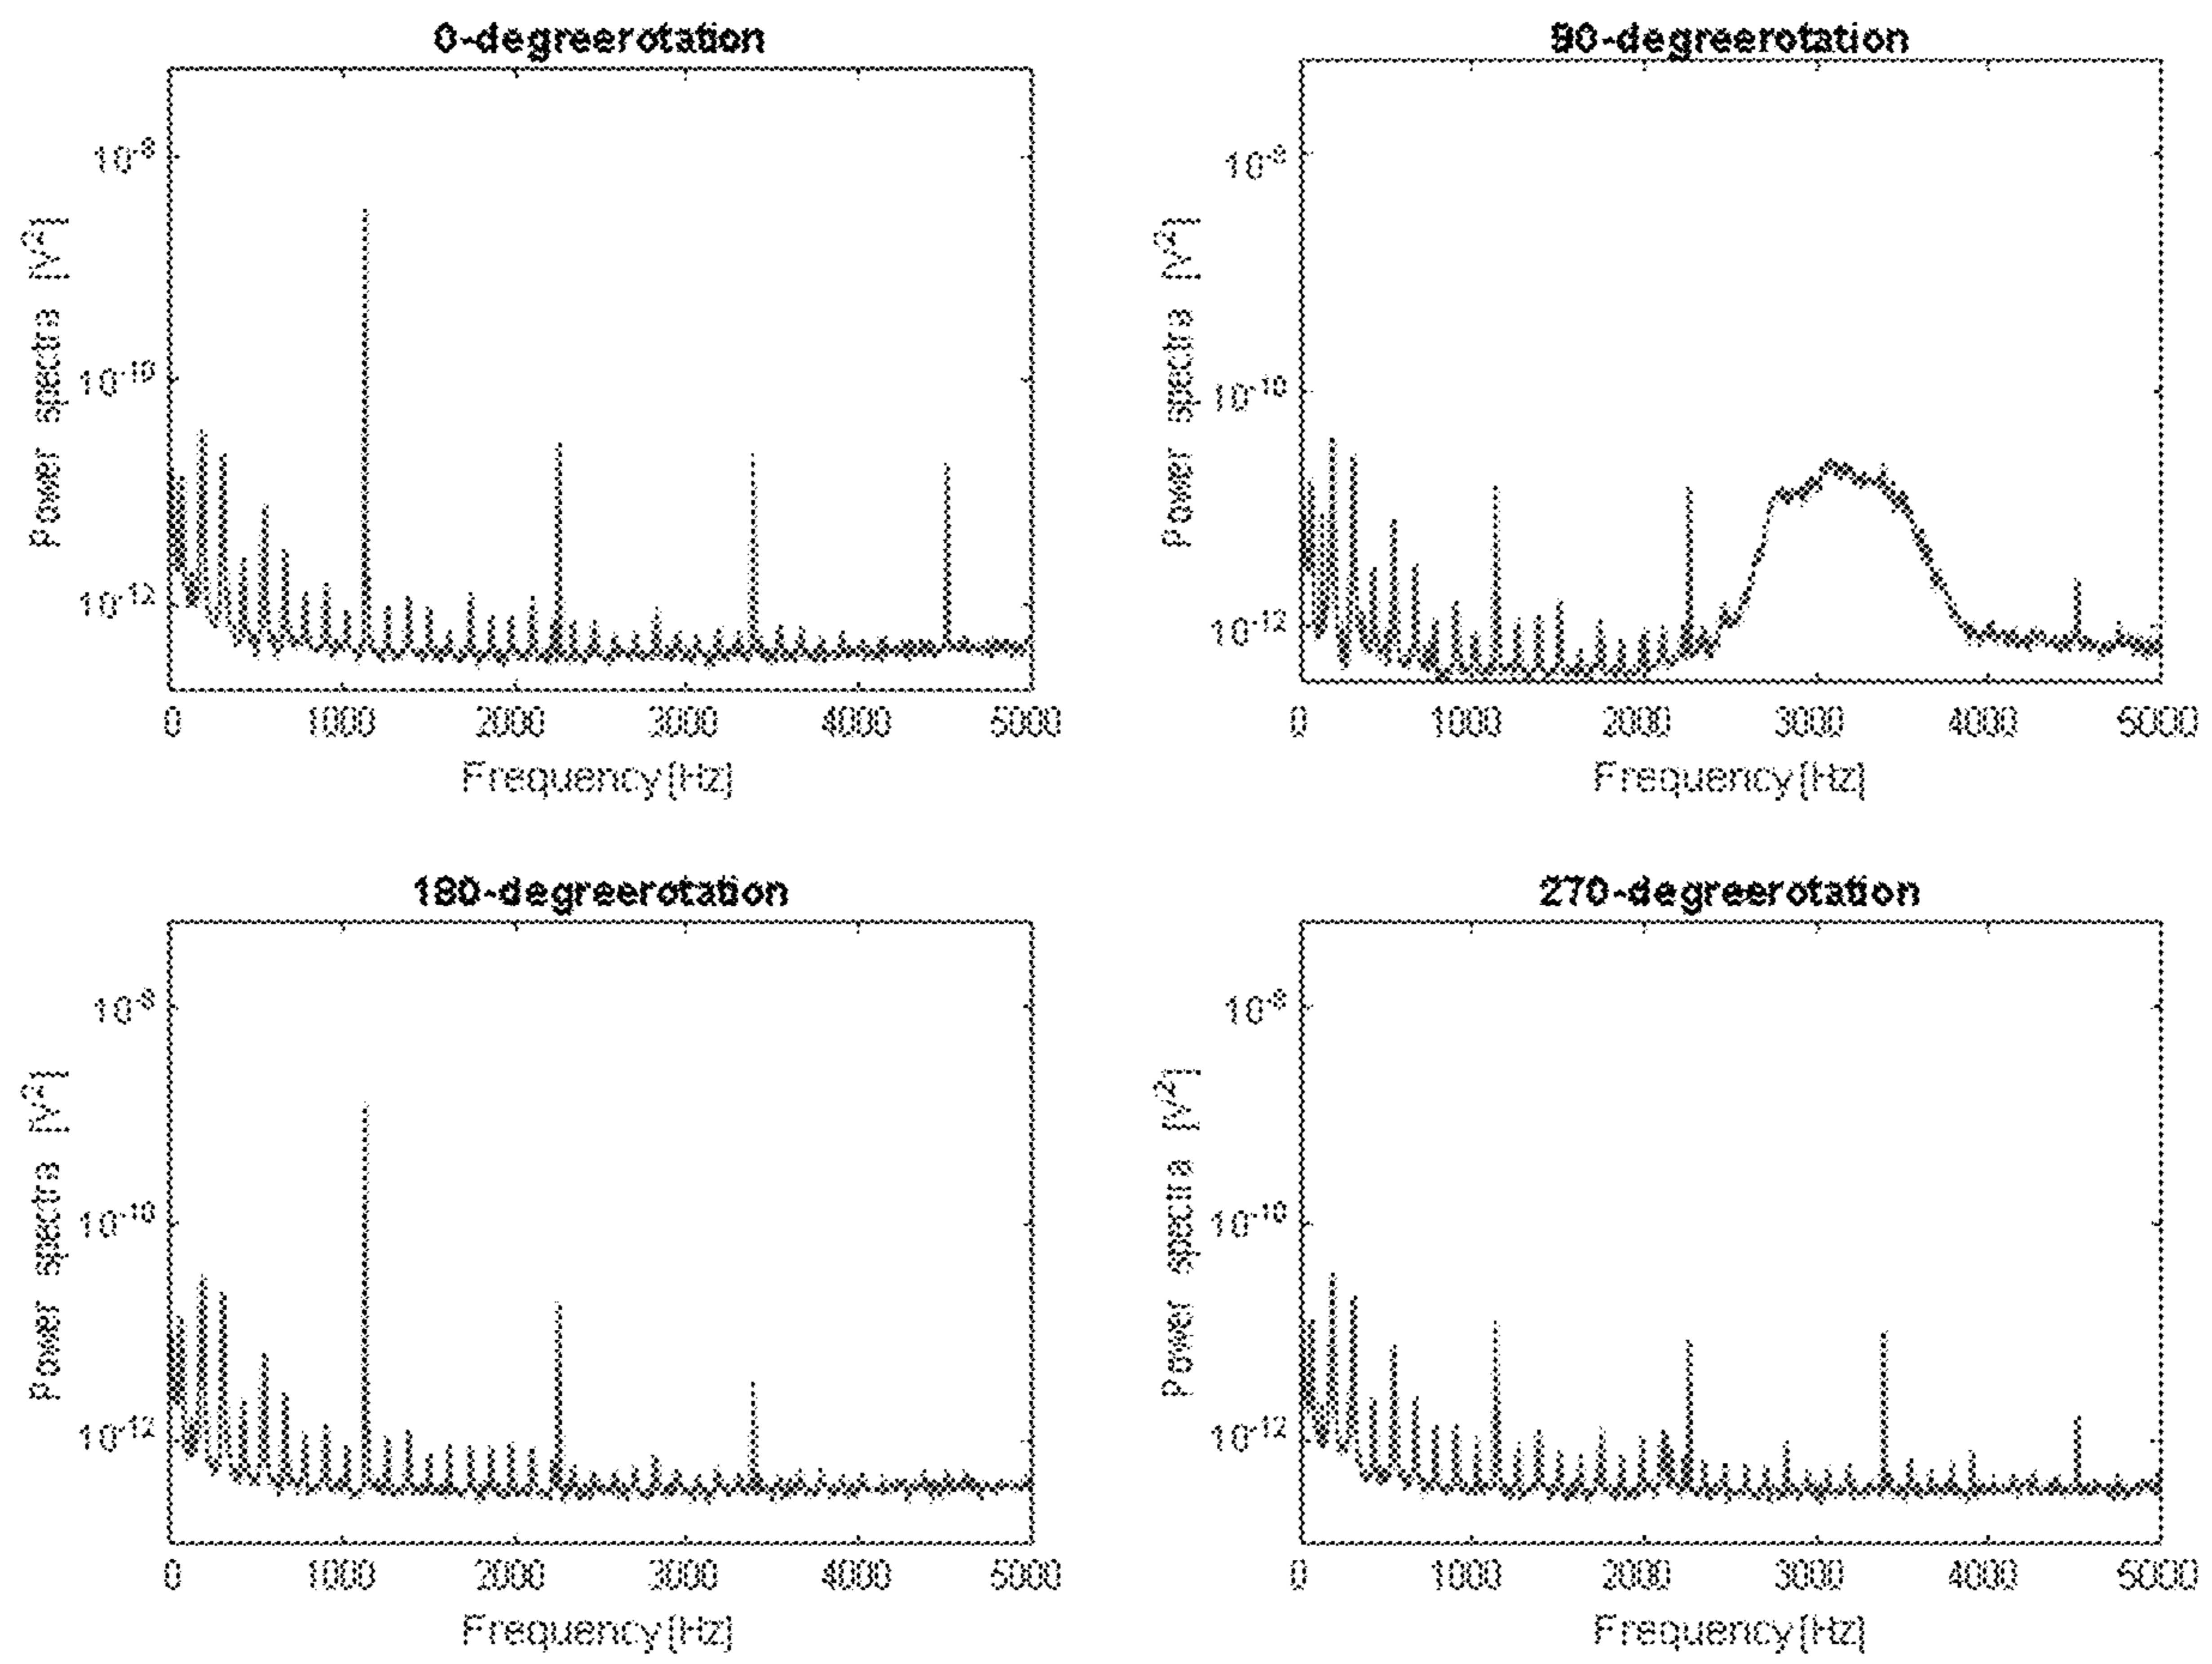 0-degreerotation
Power spectra [V^2]
10^-8
10^-10
10^-12
0 1000 2000 3000 4000 5000
Frequency[Hz]
90-degreerotation
Power spectra [V^2]
10^-8
10^-10
10^-12
0 1000 2000 3000 4000 5000
Frequency[Hz]
180-degreerotation
Power spectra [V^2]
10^-8
10^-10
10^-12
0 1000 2000 3000 4000 5000
Frequency[Hz]
270-degreerotation
Power spectra [V^2]
10^-8
10^-10
10^-12
0 1000 2000 3000 4000 5000
Frequency[Hz]